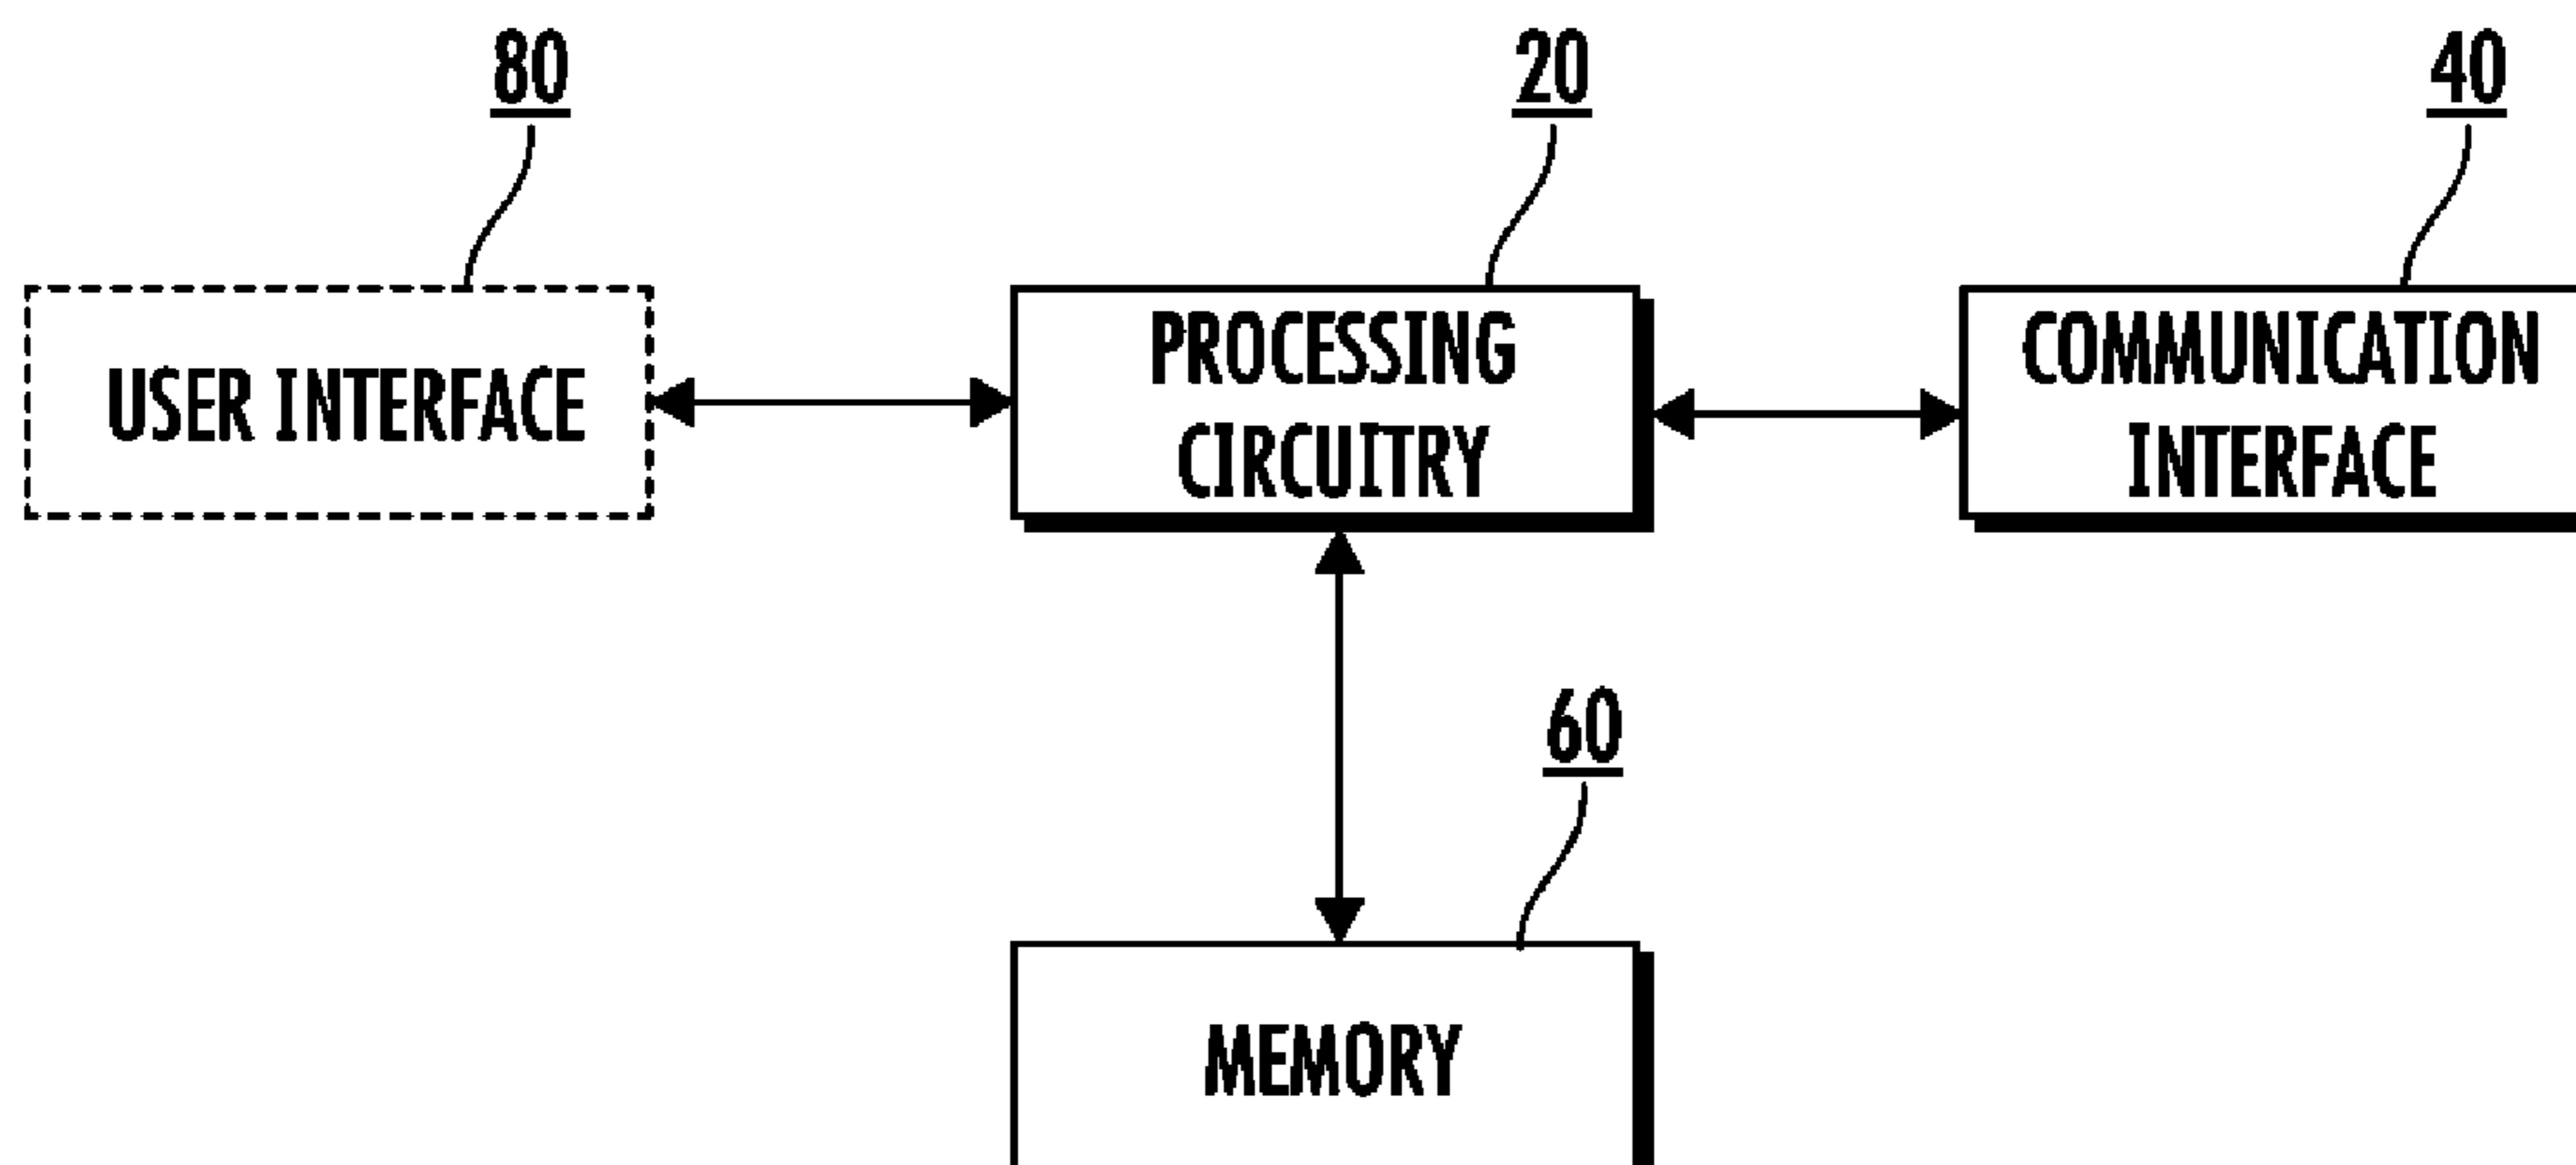 80
20
40
USER INTERFACE
PROCESSING
CIRCUITRY
COMMUNICATION
INTERFACE
60
MEMORY